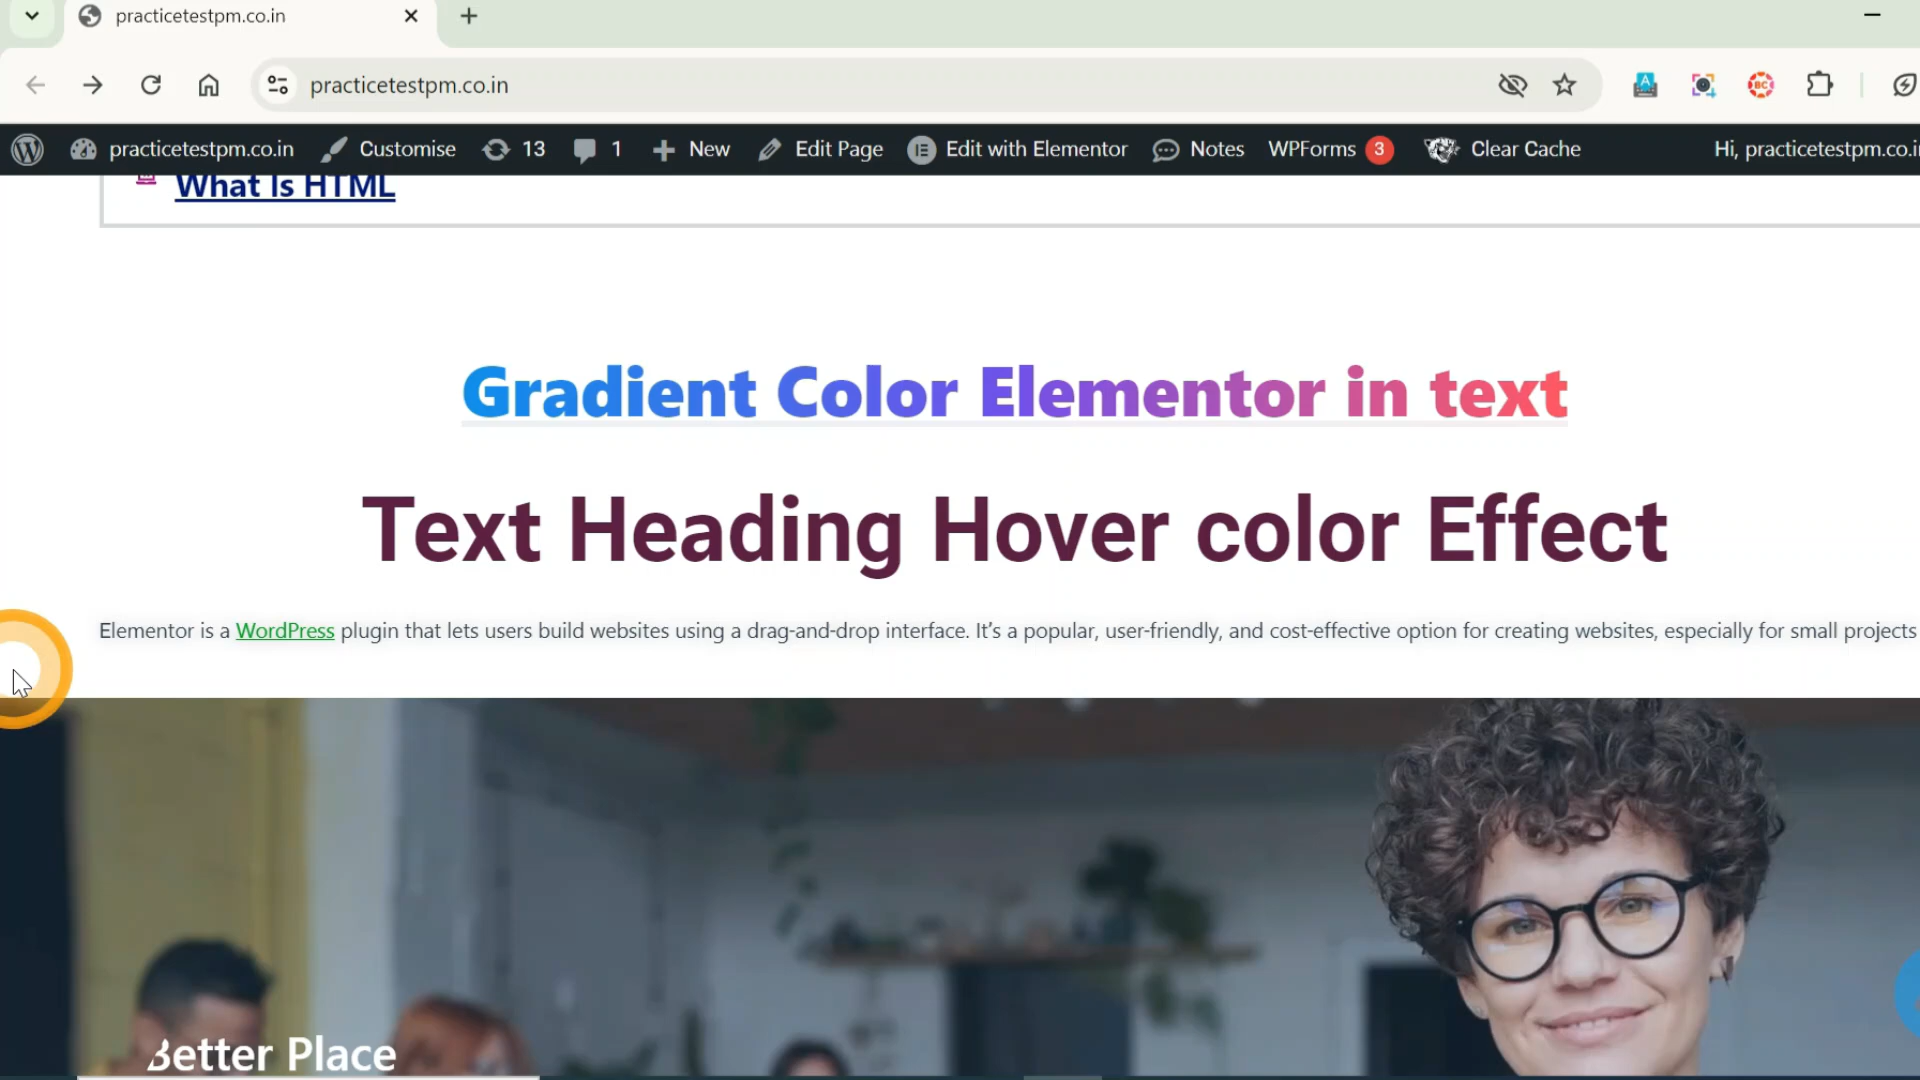 practicetestpm.co.in
practicetestpm.co.in
practicetestpm.co.in Customise 13 1 New Edit Page Edit with Elementor Notes WPForms 3 Clear Cache Hi, practicetestpm.co.i
What Is HTML
Gradient Color Elementor in text
Text Heading Hover color Effect
Elementor is a WordPress plugin that lets users build websites using a drag-and-drop interface. It's a popular, user-friendly, and cost-effective option for creating websites, especially for small projects
Better Place